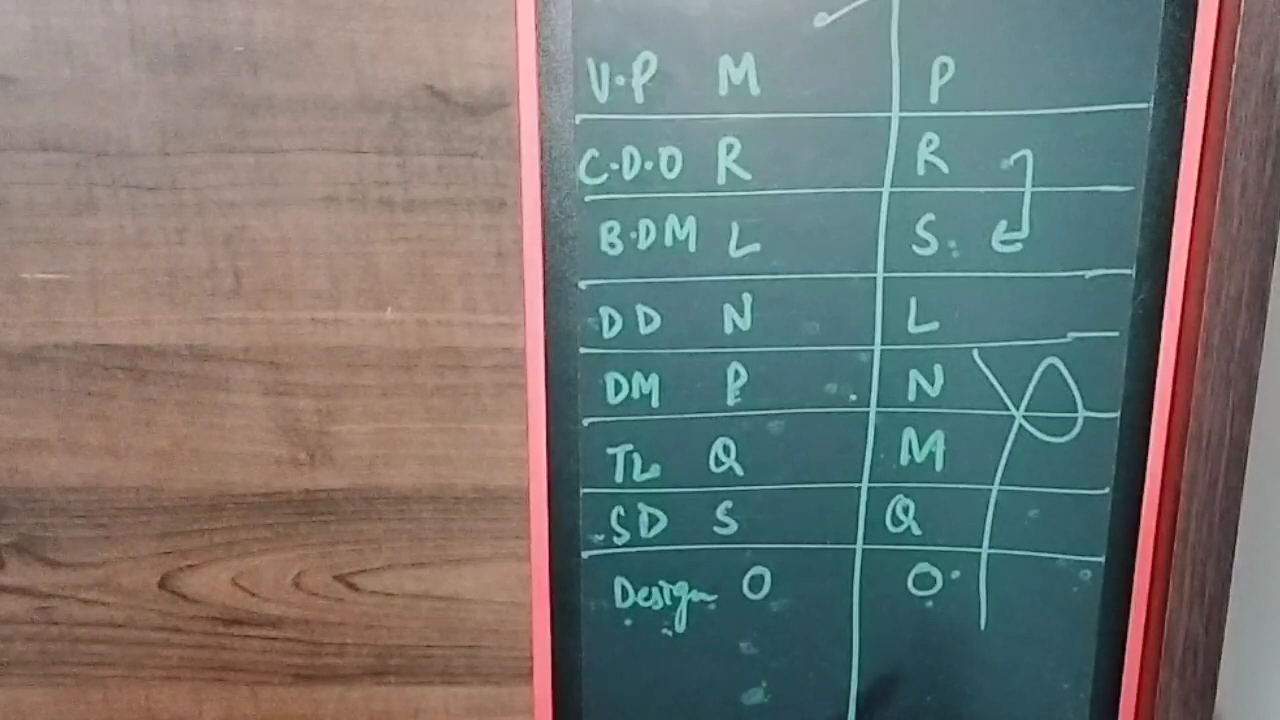 V.P M P
C.D.O R R
B.DM L S.
DD N L
DM P N
TL Q M
SD S Q
Design O O